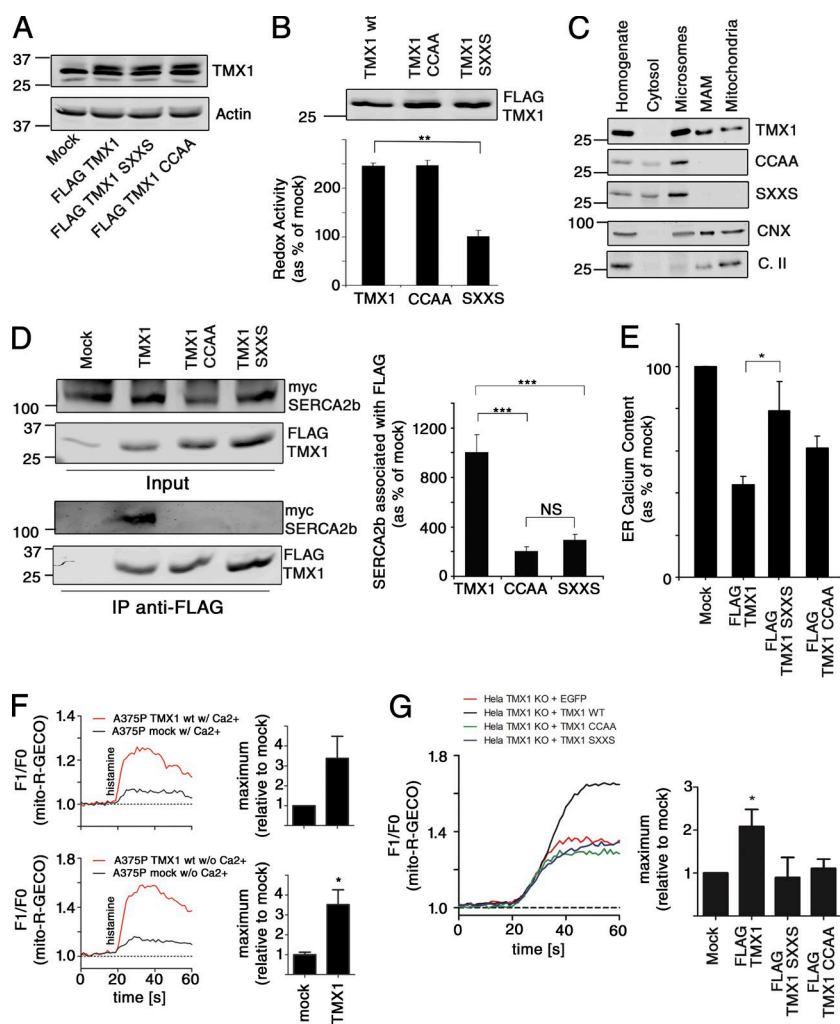 A
37
25
TMX1
37
Actin
Mock
FLAG TMX1
FLAG TMX1 SXXS
FLAG TMX1 CCAA
B
TMX1 wt
TMX1
CCAA
TMX1
SXXS
25
FLAG
TMX1
Redox Activity
(as % of mock)
200
100
0
**
TMX1
CCAA
SXXS
C
Homogenate
Cytosol
Microsomes
MAM
Mitochondria
25
TMX1
25
CCAA
25
SXXS
100
CNX
25
C. II
D
Mock
TMX1
TMX1
CCAA
TMX1
SXXS
100
myc
SERCA2b
37
25
FLAG
TMX1
Input
100
myc
SERCA2b
37
25
FLAG
TMX1
IP anti-FLAG
SERCA2b associated with FLAG
(as % of mock)
1200
800
400
0
***
***
NS
TMX1
CCAA
SXXS
E
ER Calcium Content
(as % of mock)
100
0
*
Mock
FLAG
TMX1
FLAG
TMX1 SXXS
FLAG
TMX1 CCAA
F
F1/F0
(mito-R-GECO)
1.4
1.2
1.0
A375P TMX1 wt w/ Ca2+
A375P mock w/ Ca2+
histamine
0
20
40
60
maximum
(relative to mock)
4
3
2
1
F1/F0
(mito-R-GECO)
1.8
1.4
1.0
A375P TMX1 wt w/o Ca2+
A375P mock w/o Ca2+
histamine
0
20
40
60
time [s]
maximum
(relative to mock)
4
3
2
1
0
*
mock
TMX1
G
Hela TMX1 KO + EGFP
Hela TMX1 KO + TMX1 WT
Hela TMX1 KO + TMX1 CCAA
Hela TMX1 KO + TMX1 SXXS
F1/F0
(mito-R-GECO)
1.8
1.4
1.0
0
20
40
60
time [s]
maximum
(relative to mock)
3
2
1
*
Mock
FLAG
TMX1
FLAG
TMX1 SXXS
FLAG
TMX1 CCAA